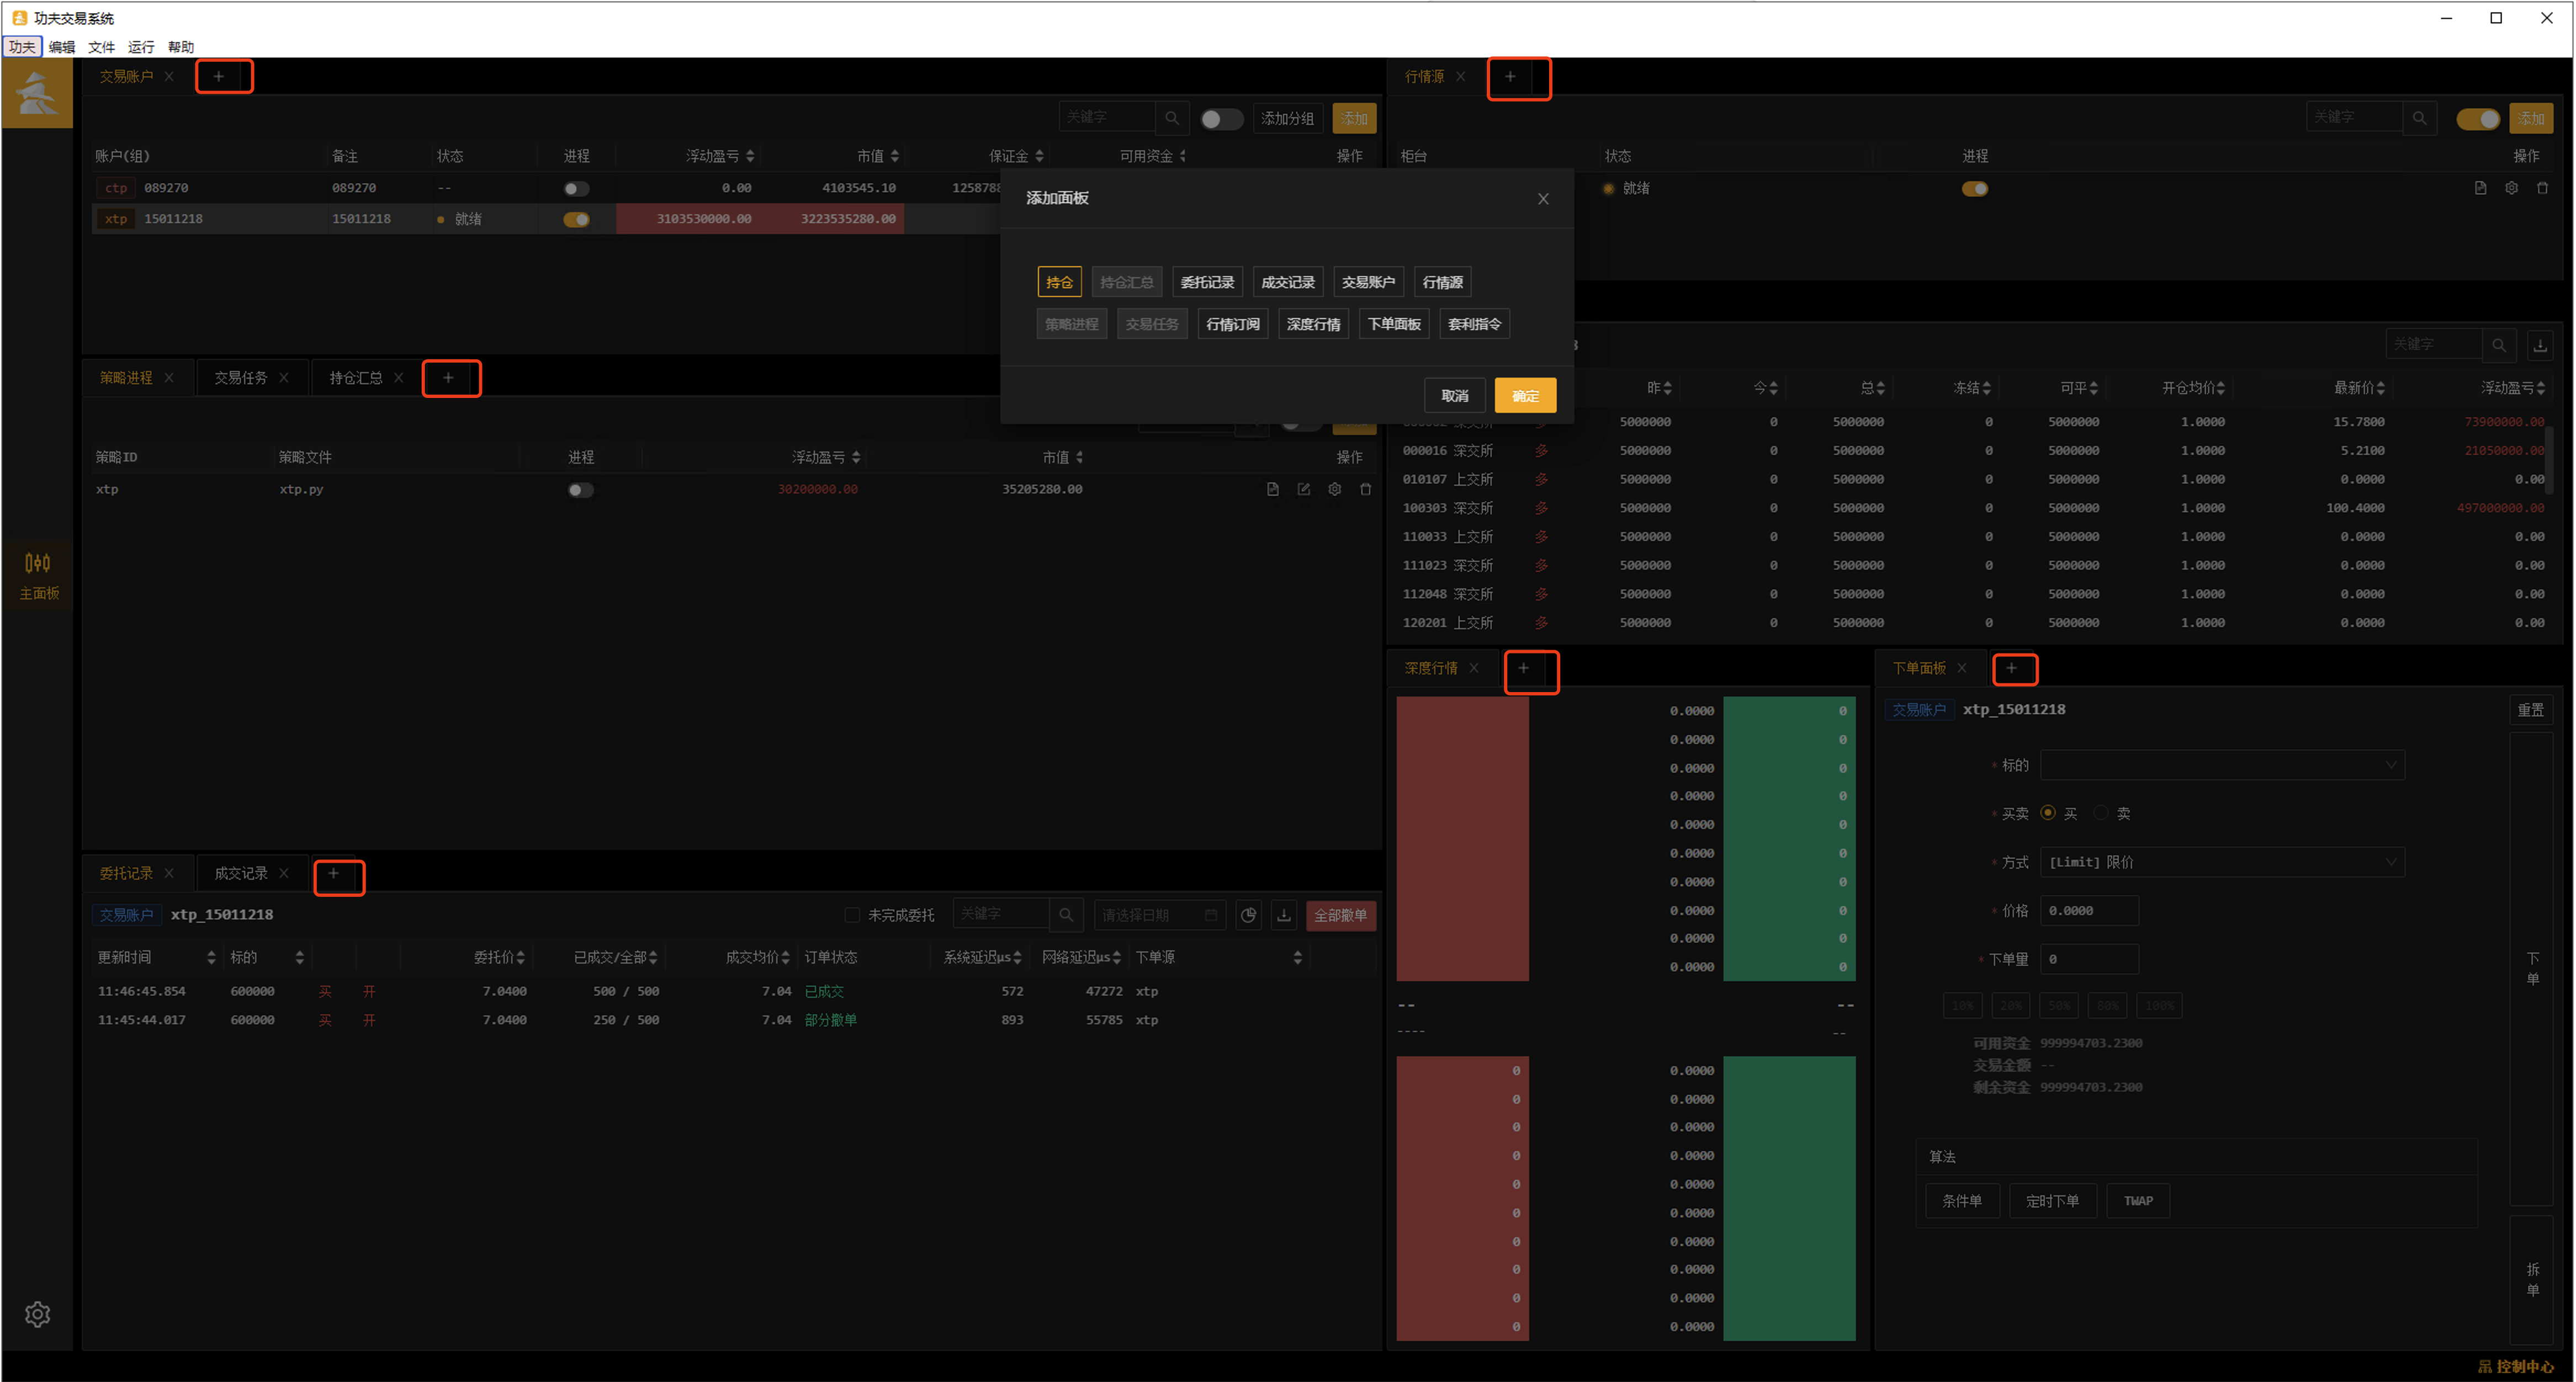 功夫交易系统
功夫 编辑 文件 运行 帮助
交易账户
行情源
关键字 添加分组 添加
关键字 添加
账户(组) 备注 状态 进程 浮动盈亏 市值 保证金 可用资金 操作
柜台 状态 进程 操作
ctp 089270 089270 -- 0.00 4103545.10 1258788
就绪
xtp 15011218 15011218 就绪 3103530000.00 3223535280.00
添加面板
持仓 持仓汇总 委托记录 成交记录 交易账户 行情源
策略进程 交易任务 行情订阅 深度行情 下单面板 套利指令
取消 确定
关键字
昨 今 总 冻结 可平 开仓均价 最新价 浮动盈亏
深交所 多 5000000 0 5000000 0 5000000 1.0000 15.7800 73900000.00
000016 深交所 多 5000000 0 5000000 0 5000000 1.0000 5.2100 21050000.00
010107 上交所 多 5000000 0 5000000 0 5000000 1.0000 0.0000 0.00
100303 深交所 多 5000000 0 5000000 0 5000000 1.0000 100.4000 497000000.00
110033 上交所 多 5000000 0 5000000 0 5000000 1.0000 0.0000 0.00
111023 深交所 多 5000000 0 5000000 0 5000000 1.0000 0.0000 0.00
112048 深交所 多 5000000 0 5000000 0 5000000 1.0000 0.0000 0.00
120201 上交所 多 5000000 0 5000000 0 5000000 1.0000 0.0000 0.00
策略进程 交易任务 持仓汇总
策略ID 策略文件 进程 浮动盈亏 市值 操作
xtp xtp.py 30200000.00 35205280.00
主面板
委托记录 成交记录
交易账户 xtp_15011218 未完成委托 关键字 请选择日期 全部撤单
更新时间 标的 委托价 已成交/全部 成交均价 订单状态 系统延迟μs 网络延迟μs 下单源
11:46:45.854 600000 买 开 7.0400 500 / 500 7.04 已成交 572 47272 xtp
11:45:44.017 600000 买 开 7.0400 250 / 500 7.04 部分撤单 893 55785 xtp
深度行情
0.0000 0
0.0000 0
0.0000 0
0.0000 0
0.0000 0
0.0000 0
0.0000 0
0.0000 0
0.0000 0
0.0000 0
-- --
---- --
0 0.0000
0 0.0000
0 0.0000
0 0.0000
0 0.0000
0 0.0000
0 0.0000
0 0.0000
0 0.0000
0 0.0000
下单面板
交易账户 xtp_15011218 重置
* 标的
* 买卖 买 卖
* 方式 [Limit] 限价
* 价格 0.0000
* 下单量 0
10% 20% 50% 80% 100%
可用资金 999994703.2300
交易金额 --
剩余资金 999994703.2300
算法
条件单 定时下单 TWAP
下单
拆单
控制中心